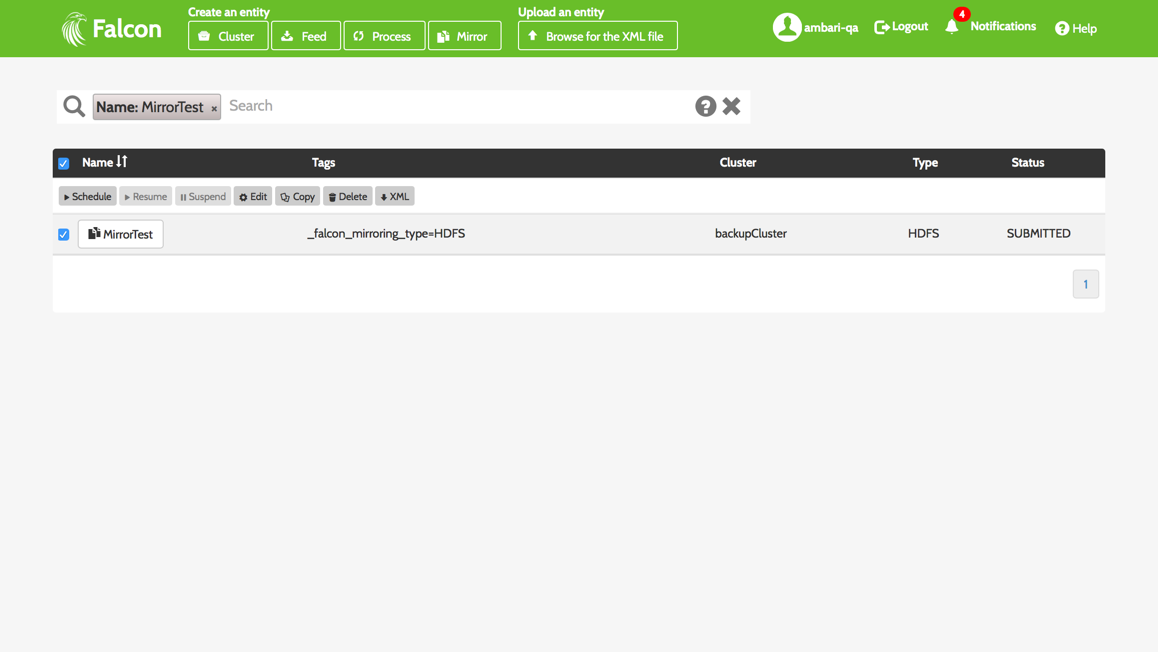 Falcon
Create an entity
Cluster Feed Process Mirror
Upload an entity
Browse for the XML file
ambari-qa Logout 4 Notifications ? Help
Name: MirrorTest × Search ?
Name Tags Cluster Type Status
Schedule Resume Suspend Edit Copy Delete XML
MirrorTest _falcon_mirroring_type=HDFS backupCluster HDFS SUBMITTED
1